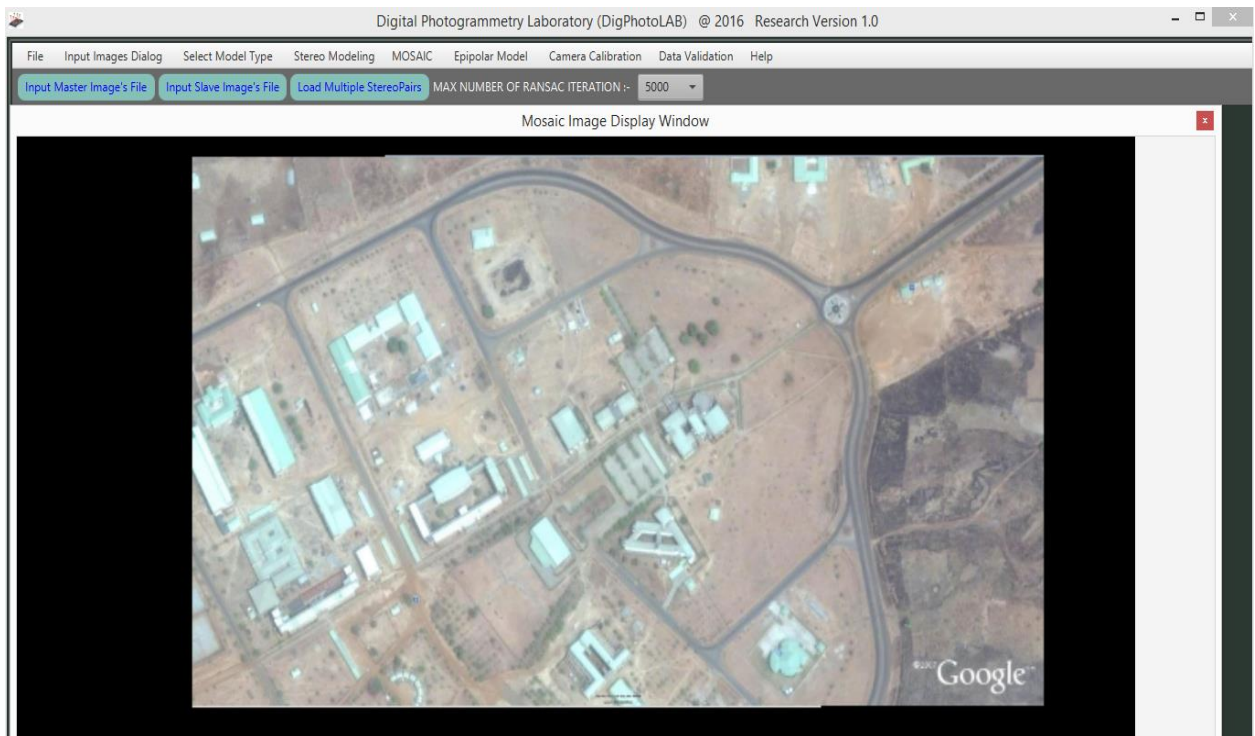 Digital Photogrammetry Laboratory (DigPhotoLAB) @ 2016 Research Version 1.0
File Input Images Dialog Select Model Type Stereo Modeling MOSAIC Epipolar Model Camera Calibration Data Validation Help
Input Master Image's File Input Slave Image's File Load Multiple StereoPairs MAX NUMBER OF RANSAC ITERATION :- 5000
Mosaic Image Display Window
x
Google